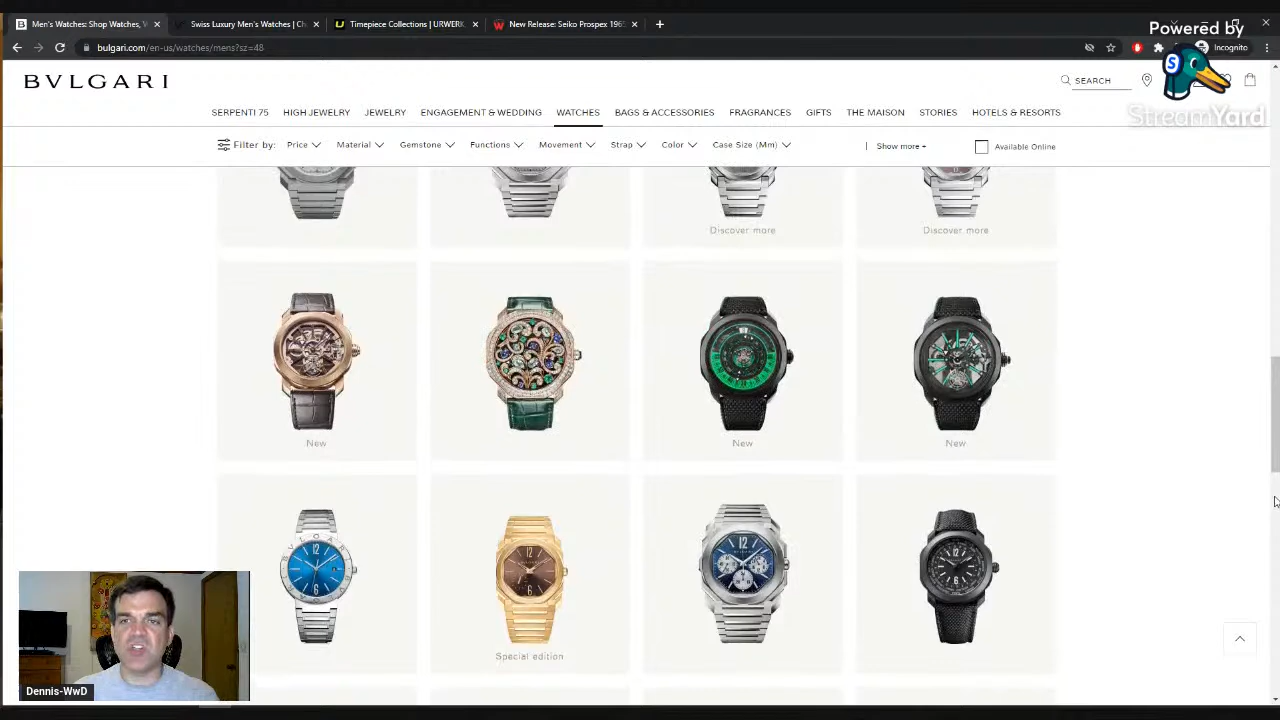 Men's Watches: Shop Watches, W
Swiss Luxury Men's Watches | Ch
Timepiece Collections | URWERK
New Release: Seiko Prospex 1965
Powered by
bulgari.com/en-us/watches/mens?sz=48
Incognito
BVLGARI
SEARCH
StreamYard
SERPENTI 75
HIGH JEWELRY
JEWELRY
ENGAGEMENT & WEDDING
WATCHES
BAGS & ACCESSORIES
FRAGRANCES
GIFTS
THE MAISON
STORIES
HOTELS & RESORTS
Filter by:
Price
Material
Gemstone
Functions
Movement
Strap
Color
Case Size (Mm)
Show more +
Available Online
Discover more
Discover more
New
New
New
Special edition
Dennis-WwD